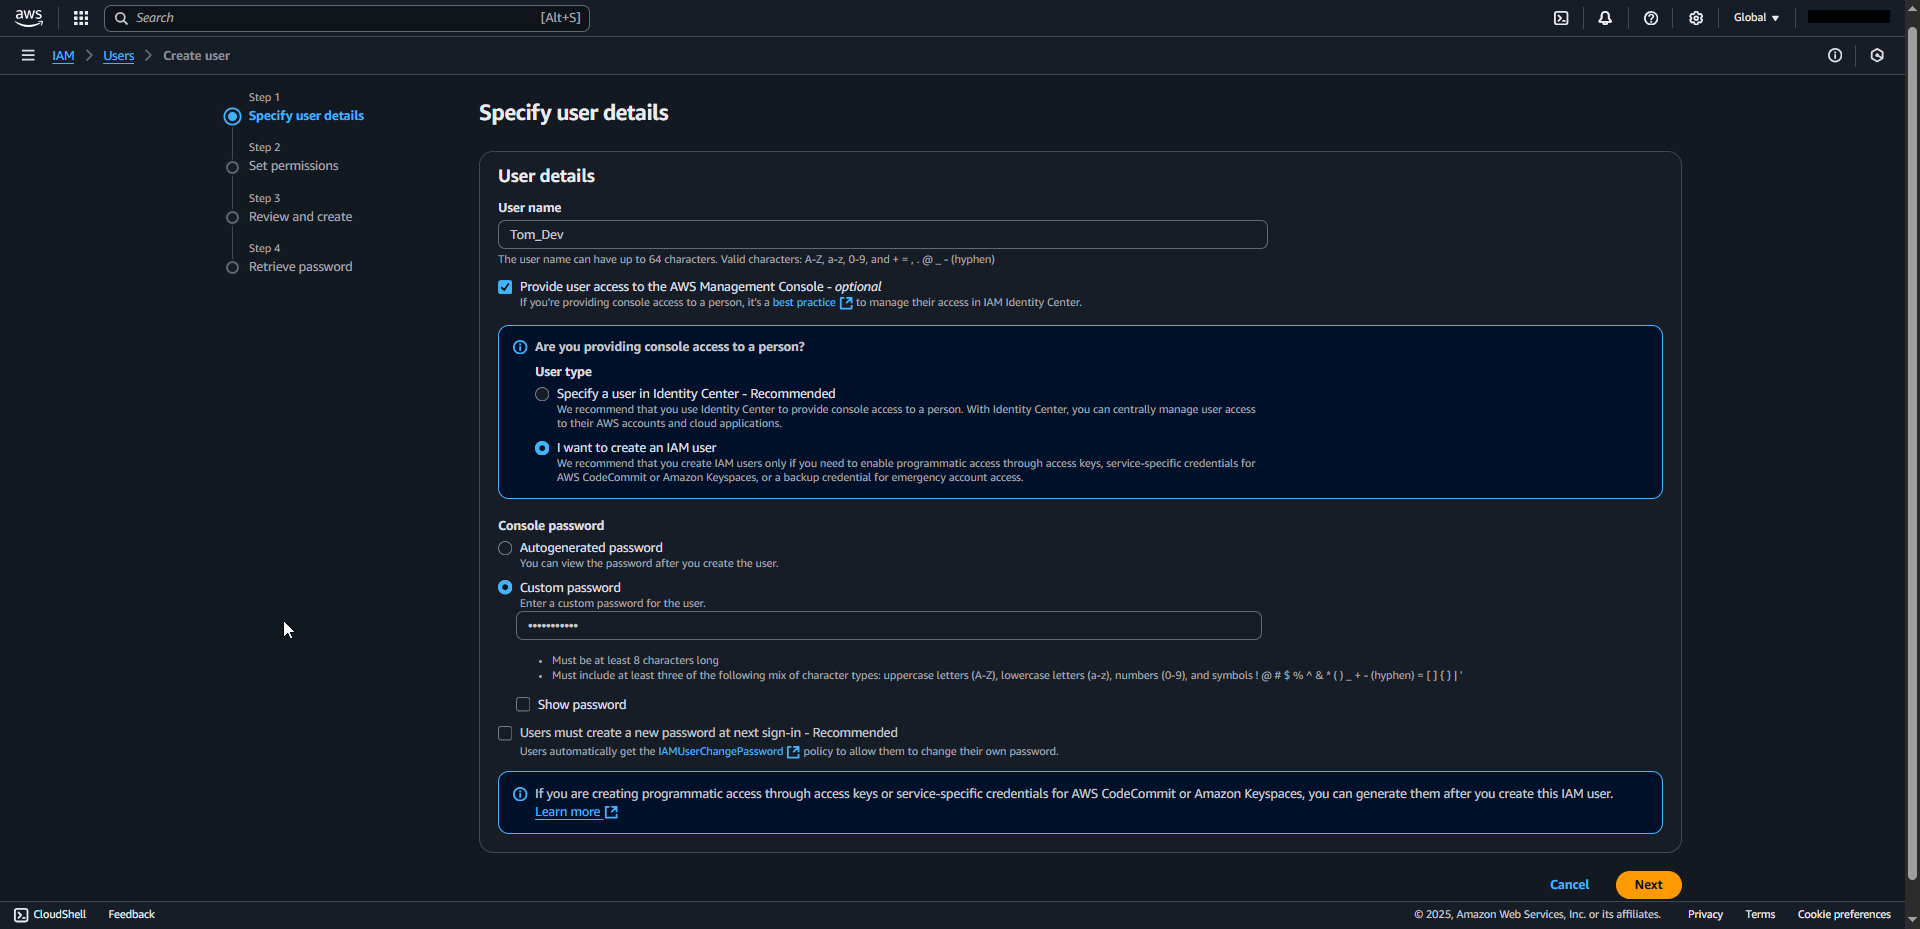 aws
Search
[Alt+S]
Global
IAM
Users
Create user
Step 1
Specify user details
Step 2
Set permissions
Step 3
Review and create
Step 4
Retrieve password
Specify user details
User details
User name
Tom_Dev
The user name can have up to 64 characters. Valid characters: A-Z, a-z, 0-9, and + = , . @ _ - (hyphen)
Provide user access to the AWS Management Console - optional
If you're providing console access to a person, it's a best practice to manage their access in IAM Identity Center.
Are you providing console access to a person?
User type
Specify a user in Identity Center - Recommended
We recommend that you use Identity Center to provide console access to a person. With Identity Center, you can centrally manage user access
to their AWS accounts and cloud applications.
I want to create an IAM user
We recommend that you create IAM users only if you need to enable programmatic access through access keys, service-specific credentials for
AWS CodeCommit or Amazon Keyspaces, or a backup credential for emergency account access.
Console password
Autogenerated password
You can view the password after you create the user.
Custom password
Enter a custom password for the user.
•••••••••••
• Must be at least 8 characters long
• Must include at least three of the following mix of character types: uppercase letters (A-Z), lowercase letters (a-z), numbers (0-9), and symbols ! @ # $ % ^ & * ( ) _ + - (hyphen) = [ ] { } | '
Show password
Users must create a new password at next sign-in - Recommended
Users automatically get the IAMUserChangePassword policy to allow them to change their own password.
If you are creating programmatic access through access keys or service-specific credentials for AWS CodeCommit or Amazon Keyspaces, you can generate them after you create this IAM user.
Learn more
Cancel
Next
CloudShell
Feedback
© 2025, Amazon Web Services, Inc. or its affiliates.
Privacy
Terms
Cookie preferences